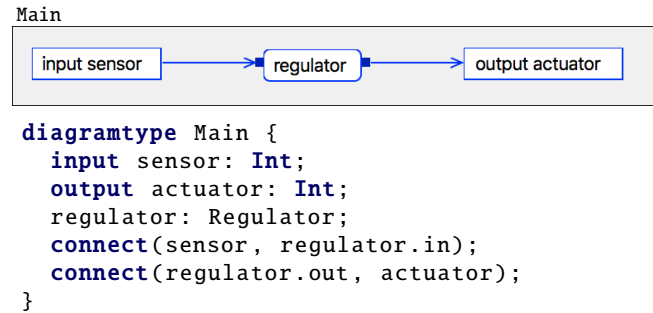 Main
input sensor
regulator
output actuator
diagramtype Main {
input sensor: Int;
output actuator: Int;
regulator: Regulator;
connect(sensor, regulator.in);
connect(regulator.out, actuator);
}